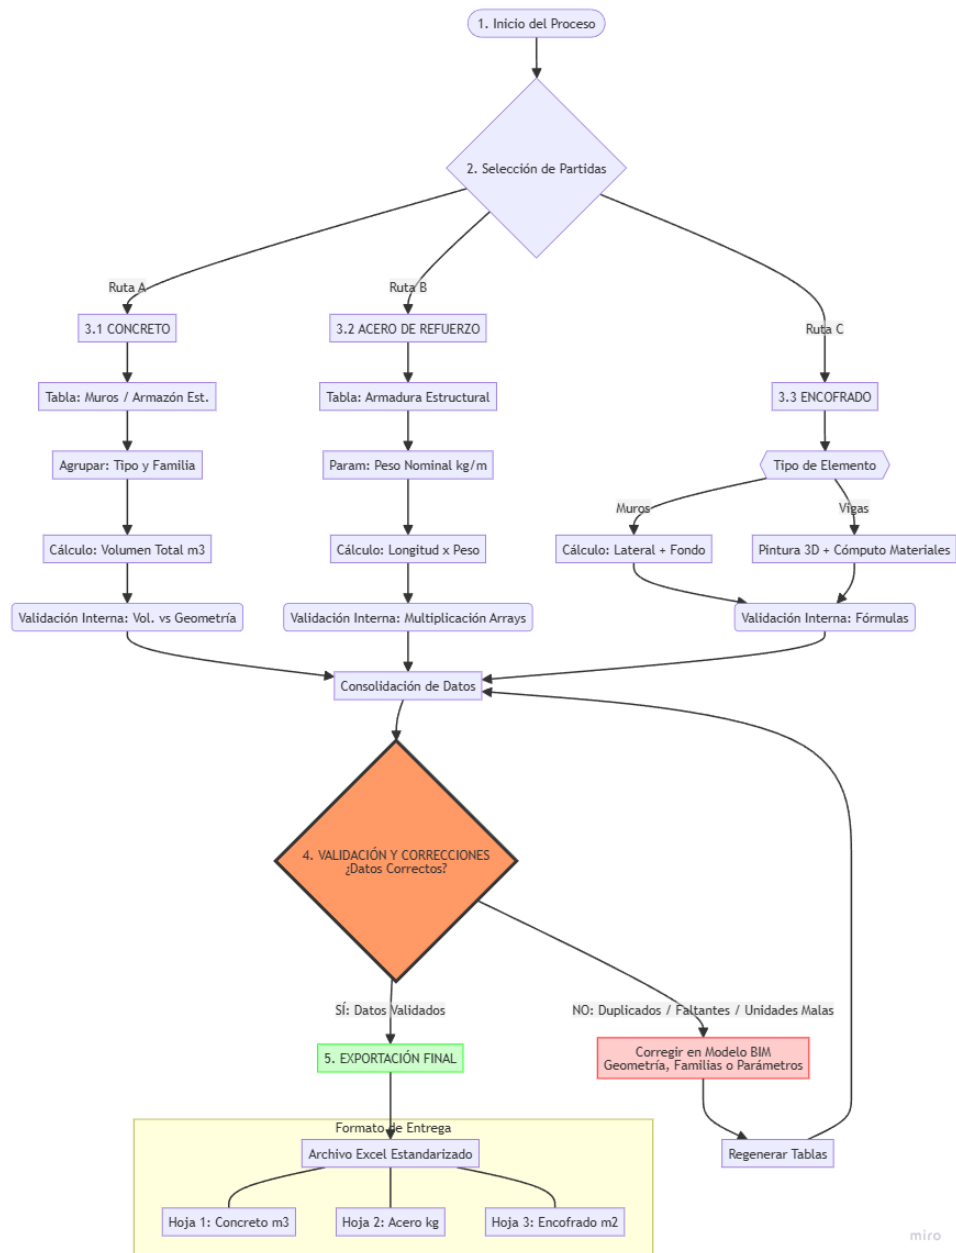 1. Inicio del Proceso
2. Selección de Partidas
Ruta A
Ruta B
Ruta C
3.1 CONCRETO
3.2 ACERO DE REFUERZO
3.3 ENCOFRADO
Tabla: Muros / Armazón Est.
Tabla: Armadura Estructural
Agrupar: Tipo y Familia
Param: Peso Nominal kg/m
Tipo de Elemento
Muros
Vigas
Cálculo: Volumen Total m3
Cálculo: Longitud x Peso
Cálculo: Lateral + Fondo
Pintura 3D + Cómputo Materiales
Validación Interna: Vol. vs Geometría
Validación Interna: Multiplicación Arrays
Validación Interna: Fórmulas
Consolidación de Datos
4. VALIDACIÓN Y CORRECCIONES
¿Datos Correctos?
SÍ: Datos Validados
NO: Duplicados / Faltantes / Unidades Malas
5. EXPORTACIÓN FINAL
Corregir en Modelo BIM
Geometría, Familias o Parámetros
Formato de Entrega
Archivo Excel Estandarizado
Regenerar Tablas
Hoja 1: Concreto m3
Hoja 2: Acero kg
Hoja 3: Encofrado m2
miro